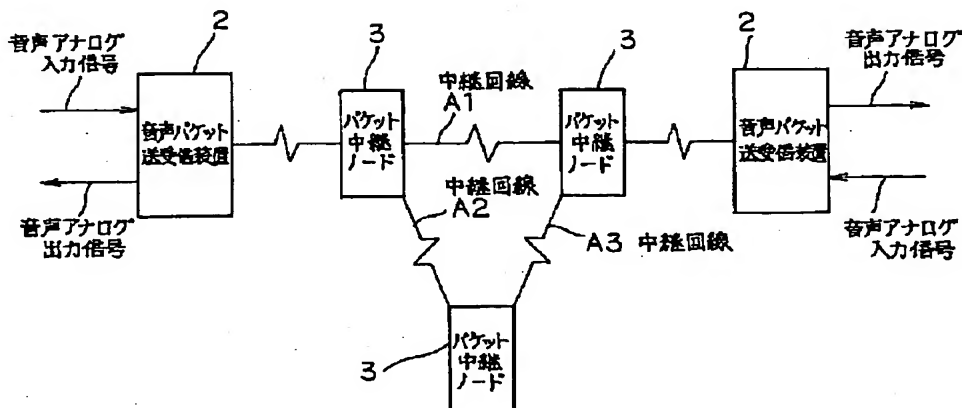 音声アナログ
入力信号
2
音声パケット
送受信装置
音声アナログ
出力信号
3
パケット
中継
ノード
中継回線
A1
中継回線
A2
3
パケット
中継
ノード
A3 中継回線
3
パケット
中継
ノード
2
音声パケット
送受信装置
音声アナログ
出力信号
音声アナログ
入力信号